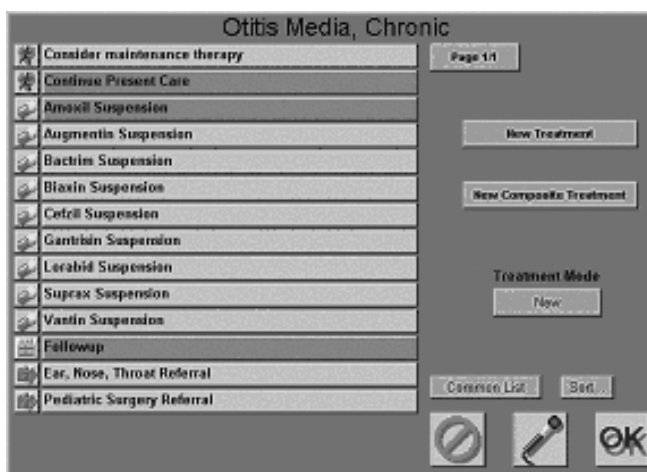 Otitis Media, Chronic
Consider maintenance therapy
Page 1/1
Continue Present Care
Amoxil Suspension
Augmentin Suspension
New Treatment
Bactrim Suspension
Biaxin Suspension
New Composite Treatment
Cefzil Suspension
Gantrisin Suspension
Lorabid Suspension
Treatment Mode
Suprax Suspension
New
Vantin Suspension
Followup
Ear, Nose, Throat Referral
Common List
Sort...
Pediatric Surgery Referral
OK